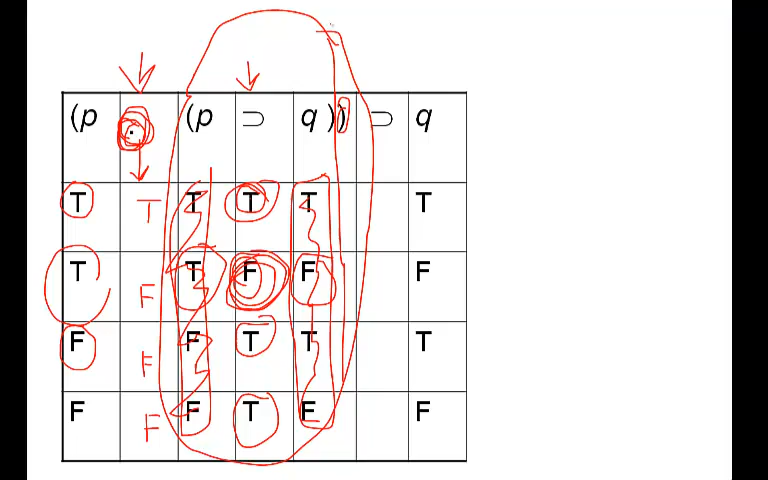 (p · (p ⊃ q)) ⊃ q
T T T T T T
T F T F F F
F F F T T T
F F F T F F